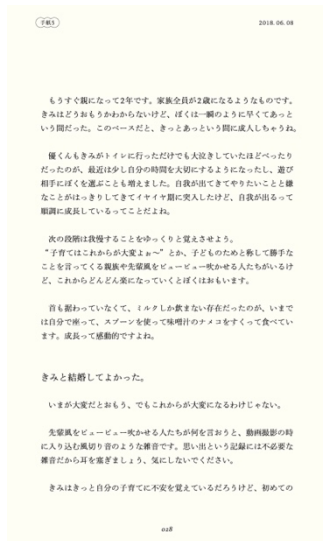 手紙5
2018.06.08
もうすぐ親になって2年です。家族全員が2歳になるようなものです。
きみはどうおもうかわからないけど、ぼくは一瞬のように早くてあっと
いう間だった。このペースだと、きっとあっという間に成人しちゃうね。
優くんもきみがトイレに行っただけでも大泣きしていたほどべったり
だったのが、最近は少し自分の時間を大切にするようになったし、遊び
相手にぼくを選ぶことも増えました。自我が出てきてやりたいことと嫌
なことがはっきりしてきてイヤイヤ期に突入したけど、自我が出るって
順調に成長しているってことだよね。
次の段階は我慢することをゆっくりと覚えさせよう。
“子育てはこれからが大変よぉ〜”とか、子どものためと称して勝手な
ことを言ってくる親族や先輩風をビュービュー吹かせる人たちがいるけ
ど、これからどんどん楽になっていくとぼくはおもいます。
首も据わっていなくて、ミルクしか飲まない存在だったのが、いまで
は自分で座って、スプーンを使って味噌汁のナメコをすくって食べてい
ます。成長って感動的ですよね。
きみと結婚してよかった。
いまが大変だとおもう、でもこれからが大変になるわけじゃない。
先輩風をビュービュー吹かせる人たちが何を言おうと、動画撮影の時
に入り込む風切り音のような雑音です。思い出という記録には不必要な
雑音だから耳を塞ぎましょう、気にしないでください。
きみはきっと自分の子育てに不安を覚えているだろうけど、初めての
028